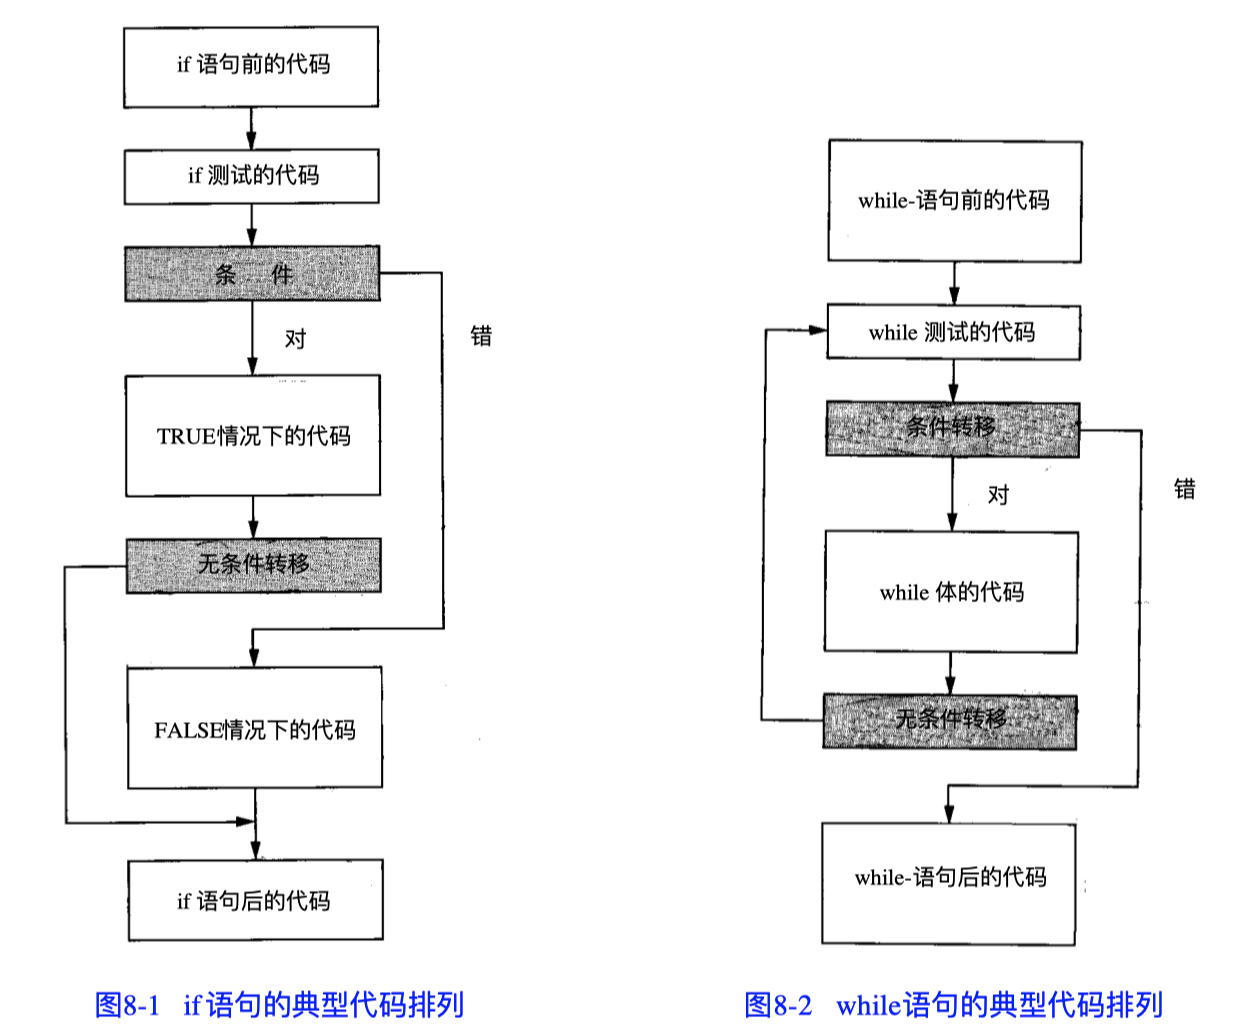 if 语句前的代码
if 测试的代码
条 件
对
错
TRUE情况下的代码
无条件转移
FALSE情况下的代码
if 语句后的代码
图8-1 if语句的典型代码排列
while-语句前的代码
while 测试的代码
条件转移
对
错
while 体的代码
无条件转移
while-语句后的代码
图8-2 while语句的典型代码排列